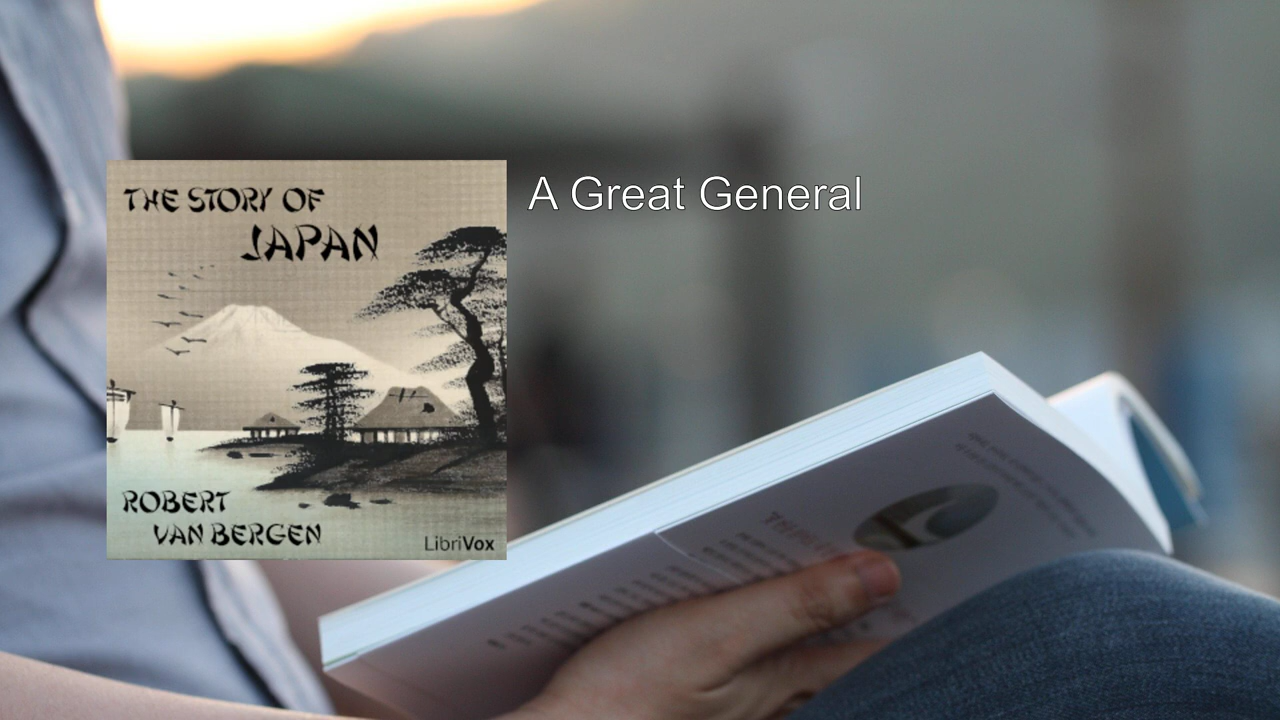 THE STORY OF
JAPAN
ROBERT
VAN BERGEN
LibriVox
A Great General